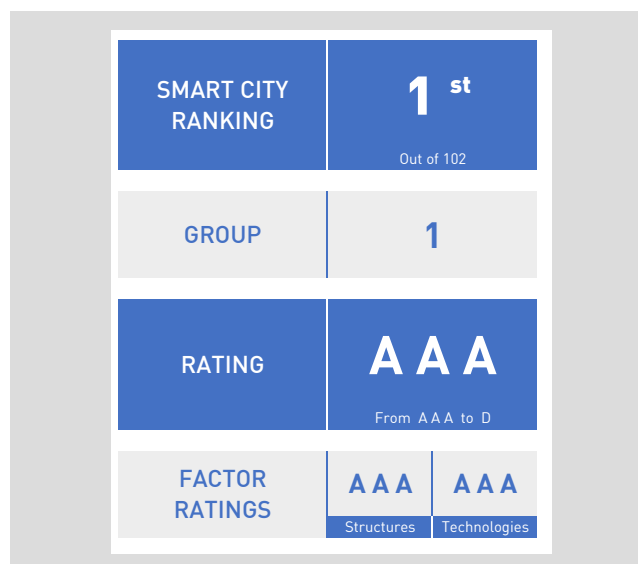 SMART CITY
RANKING
1 st
Out of 102
GROUP
1
RATING
A A A
From A A A to D
FACTOR
RATINGS
A A A
A A A
Structures
Technologies